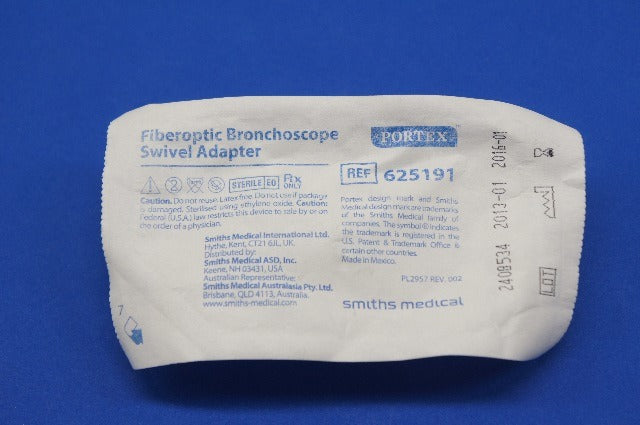 Fiberoptic Bronchoscope
Swivel Adapter
STERILE EO Rx ONLY
Caution. Do not reuse. Latex free. Do not use if package
is damaged. Sterilized using ethylene oxide. Caution:
Federal (U.S.A.) law restricts this device to sale by or on
the order of a physician.
Smiths Medical International Ltd.
Hythe, Kent, CT21 6JL, UK.
Distributed by:
Smiths Medical ASD, Inc.
Keene, NH 03431, USA
Australian Representative:
Smiths Medical Australasia Pty. Ltd.
Brisbane, QLD 4113, Australia.
www.smiths-medical.com
PORTEX
REF 625191
Portex design mark and Smiths
Medical design mark are trademarks
of the Smiths Medical family of
companies. The symbol ® indicates
the trademark is registered in the
U.S. Patent & Trademark Office &
certain other countries.
Made in Mexico.
PL2957 REV. 002
smiths medical
2408534 2013-01 2016-01
LOT